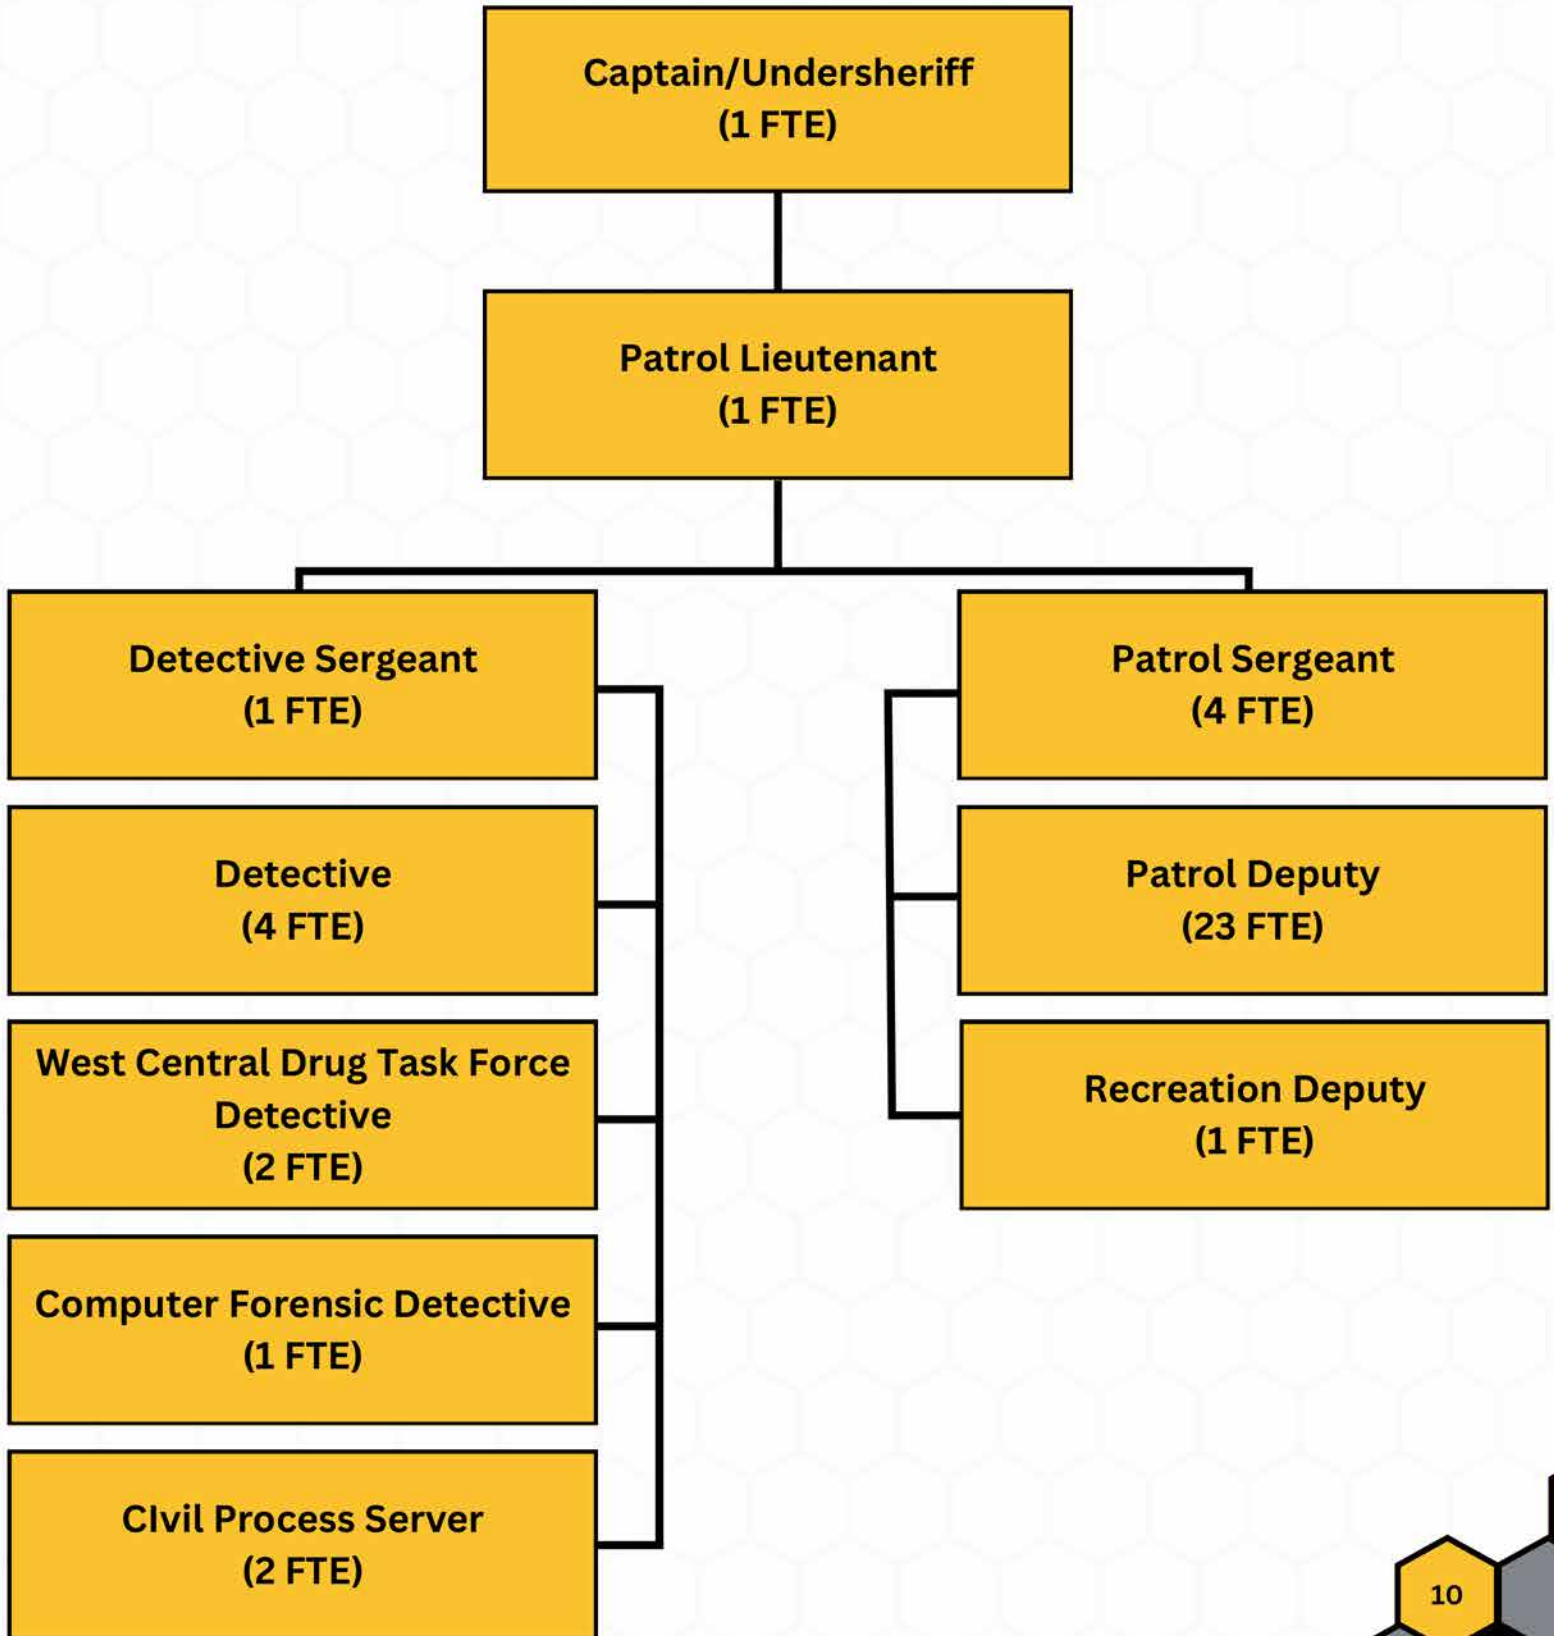 Captain/Undersheriff
(1 FTE)
Patrol Lieutenant
(1 FTE)
Detective Sergeant
(1 FTE)
Detective
(4 FTE)
West Central Drug Task Force
Detective
(2 FTE)
Computer Forensic Detective
(1 FTE)
CIvil Process Server
(2 FTE)
Patrol Sergeant
(4 FTE)
Patrol Deputy
(23 FTE)
Recreation Deputy
(1 FTE)
10